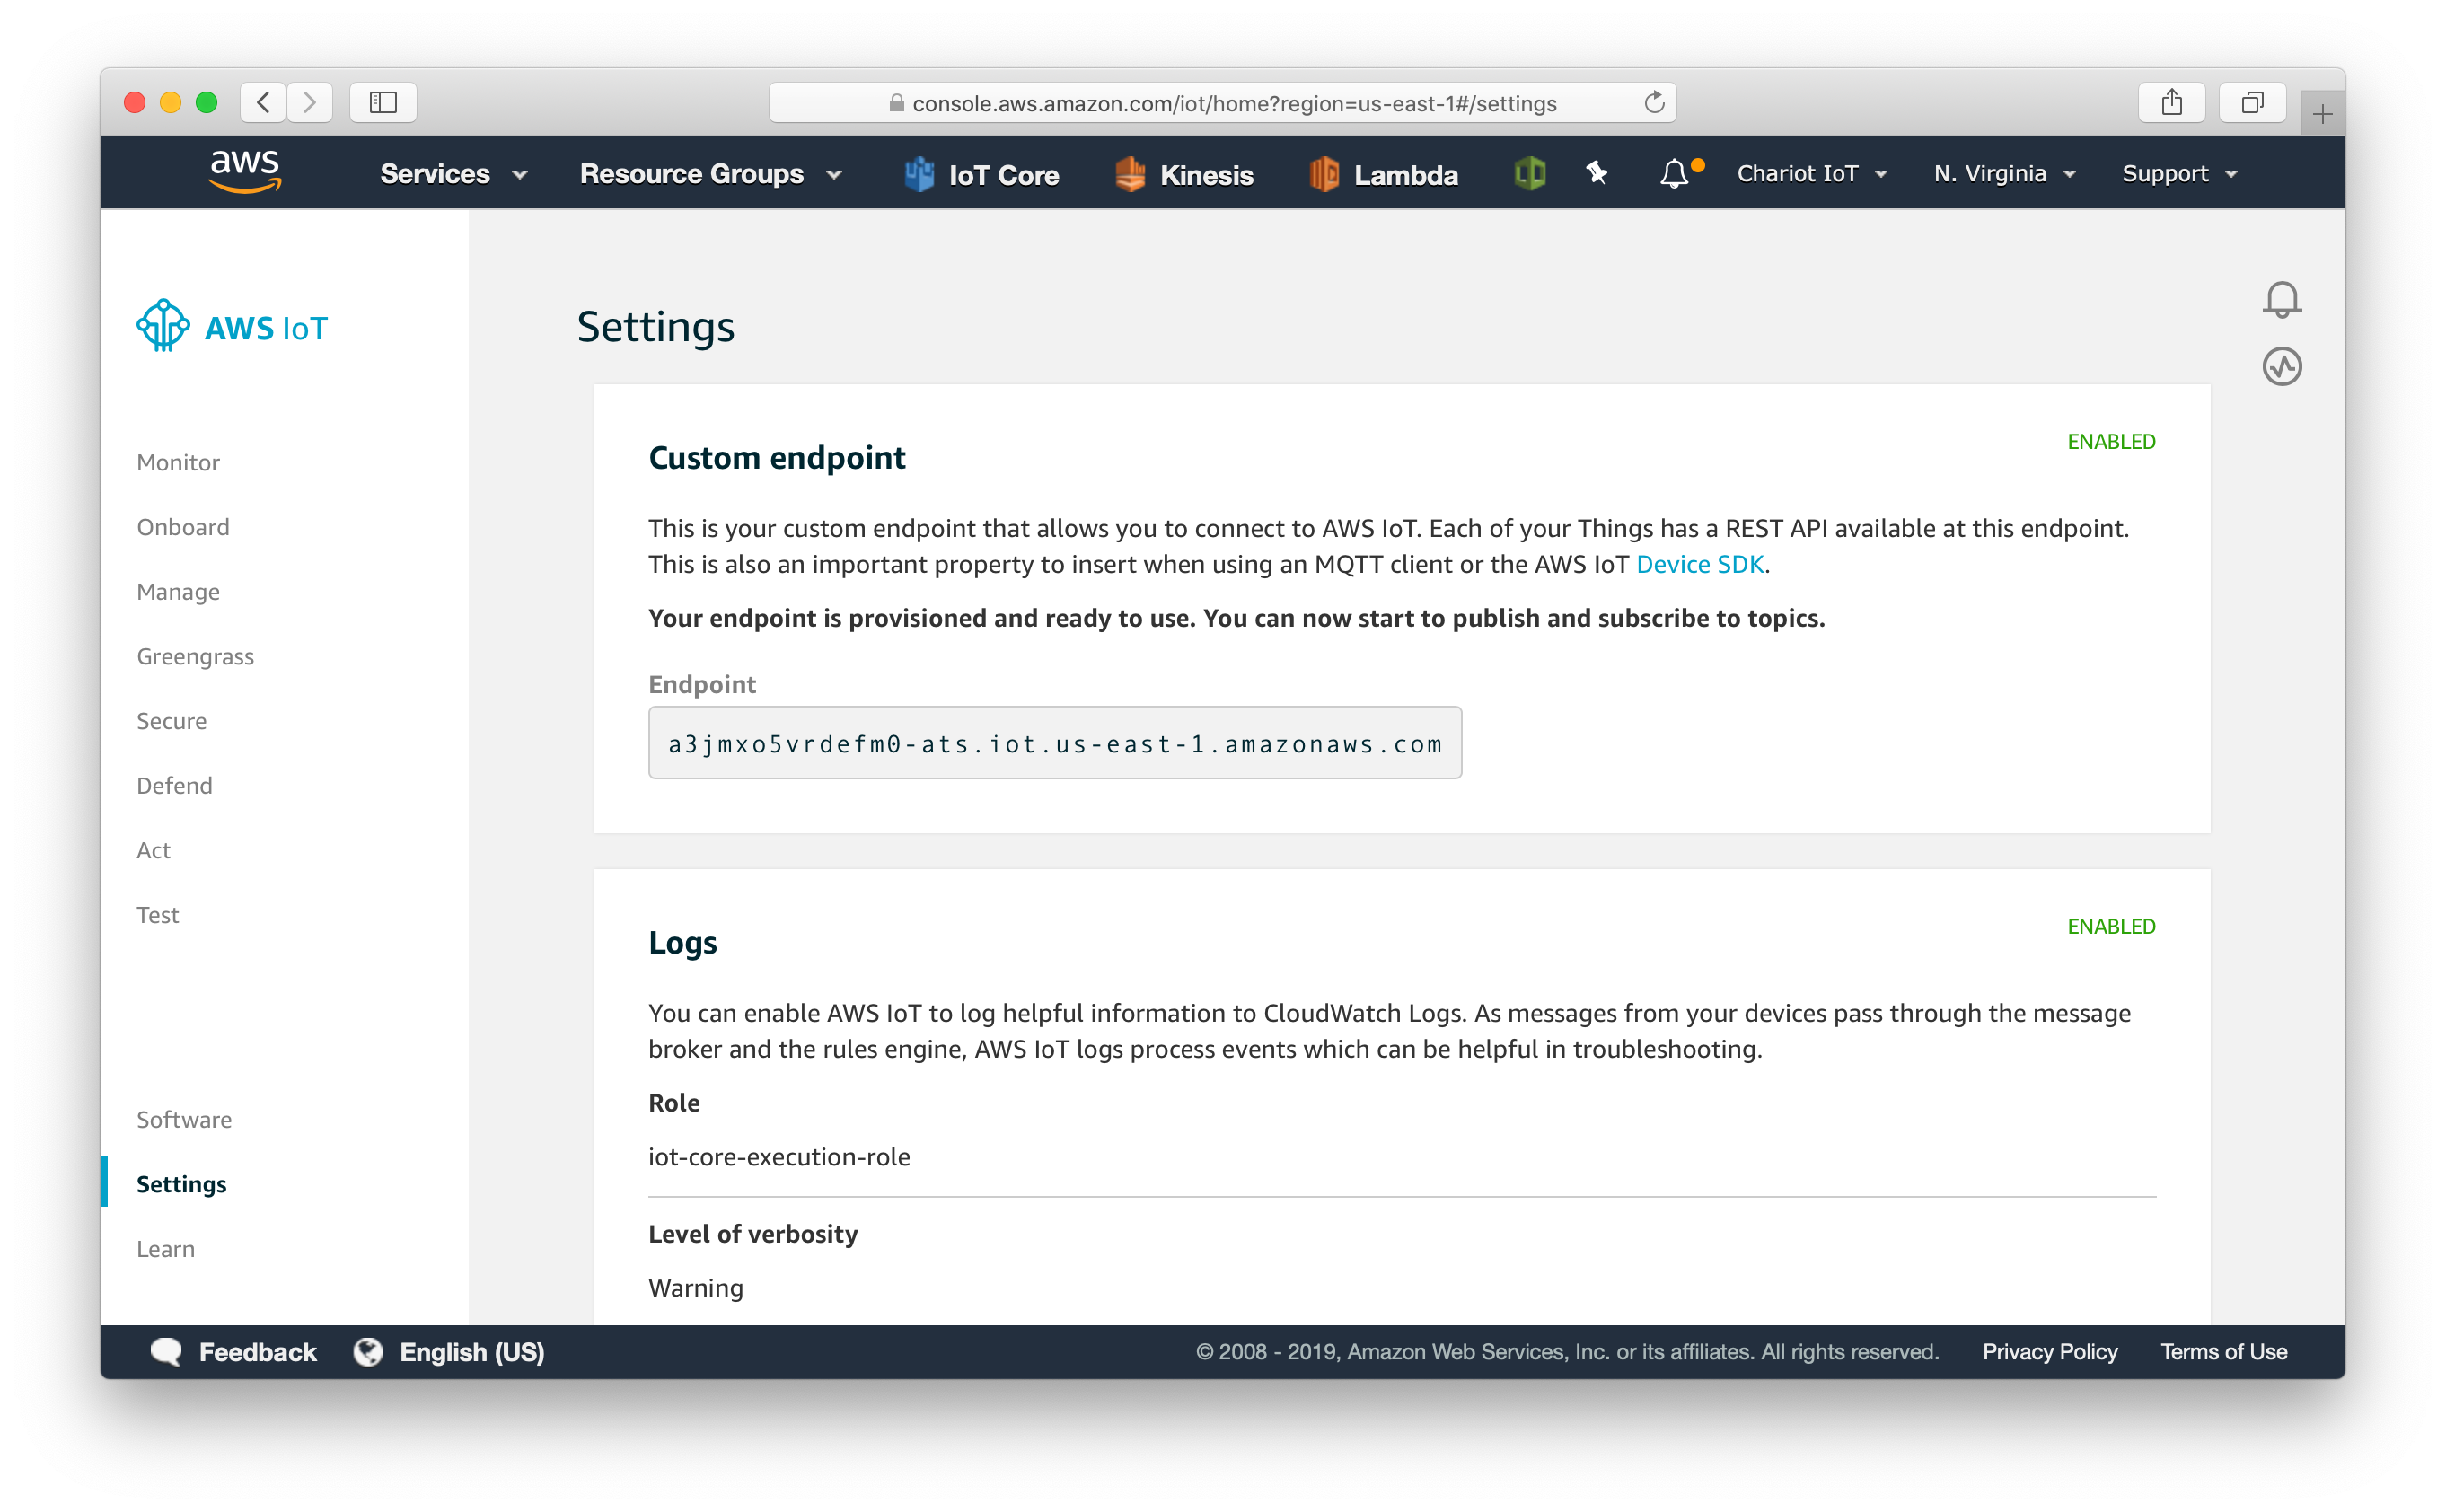 console.aws.amazon.com/iot/home?region=us-east-1#/settings
aws Services Resource Groups IoT Core Kinesis Lambda Chariot IoT N. Virginia Support
AWS IoT
Monitor
Onboard
Manage
Greengrass
Secure
Defend
Act
Test
Software
Settings
Learn
Settings
Custom endpoint
ENABLED
This is your custom endpoint that allows you to connect to AWS IoT. Each of your Things has a REST API available at this endpoint.
This is also an important property to insert when using an MQTT client or the AWS IoT Device SDK.
Your endpoint is provisioned and ready to use. You can now start to publish and subscribe to topics.
Endpoint
a3jmxo5vrdefm0-ats.iot.us-east-1.amazonaws.com
Logs
ENABLED
You can enable AWS IoT to log helpful information to CloudWatch Logs. As messages from your devices pass through the message
broker and the rules engine, AWS IoT logs process events which can be helpful in troubleshooting.
Role
iot-core-execution-role
Level of verbosity
Warning
Feedback English (US) © 2008 - 2019, Amazon Web Services, Inc. or its affiliates. All rights reserved. Privacy Policy Terms of Use